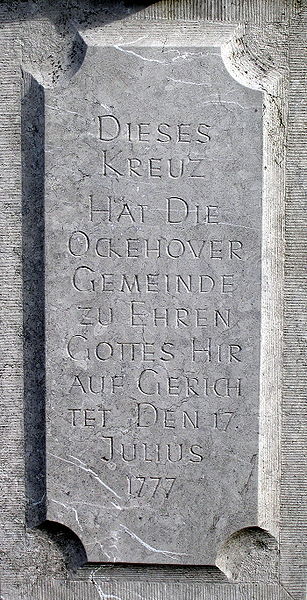 DIESES
KREUZ
HAT DIE
OCKEHOVER
GEMEINDE
ZU EHREN
GOTTES HIR
AUF GERICH
TET DEN 17.
JULIUS
1777